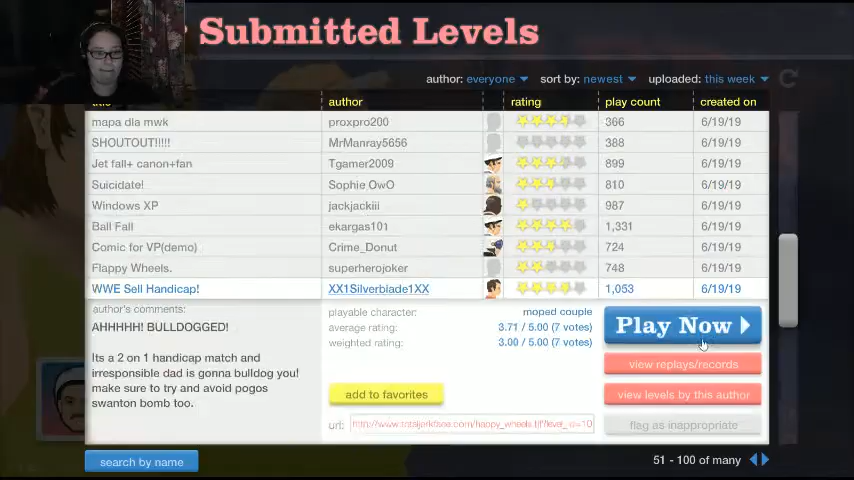 Submitted Levels
author: everyone sort by: newest uploaded: this week
title author rating play count created on
mapa dla mwk proxpro200 366 6/19/19
SHOUTOUT!!!!! MrManray5656 388 6/19/19
Jet fall+ canon+fan Tgamer2009 899 6/19/19
Suicidate! Sophie OwO 810 6/19/19
Windows XP jackjackiii 987 6/19/19
Ball Fall ekargas101 1,331 6/19/19
Comic for VP(demo) Crime_Donut 724 6/19/19
Flappy Wheels. superherojoker 748 6/19/19
WWE Sell Handicap! XX1Silverbiade1XX 1,053 6/19/19
author's comments:
AHHHHH! BULLDOGGED!
Its a 2 on 1 handicap match and
irresponsible dad is gonna bulldog you!
make sure to try and avoid pogos
swanton bomb too.
playable character: moped couple
average rating: 3.71 / 5.00 (7 votes)
weighted rating: 3.00 / 5.00 (7 votes)
add to favorites
url:
Play Now
view replays/records
view levels by this author
flag as inappropriate
search by name
51 - 100 of many